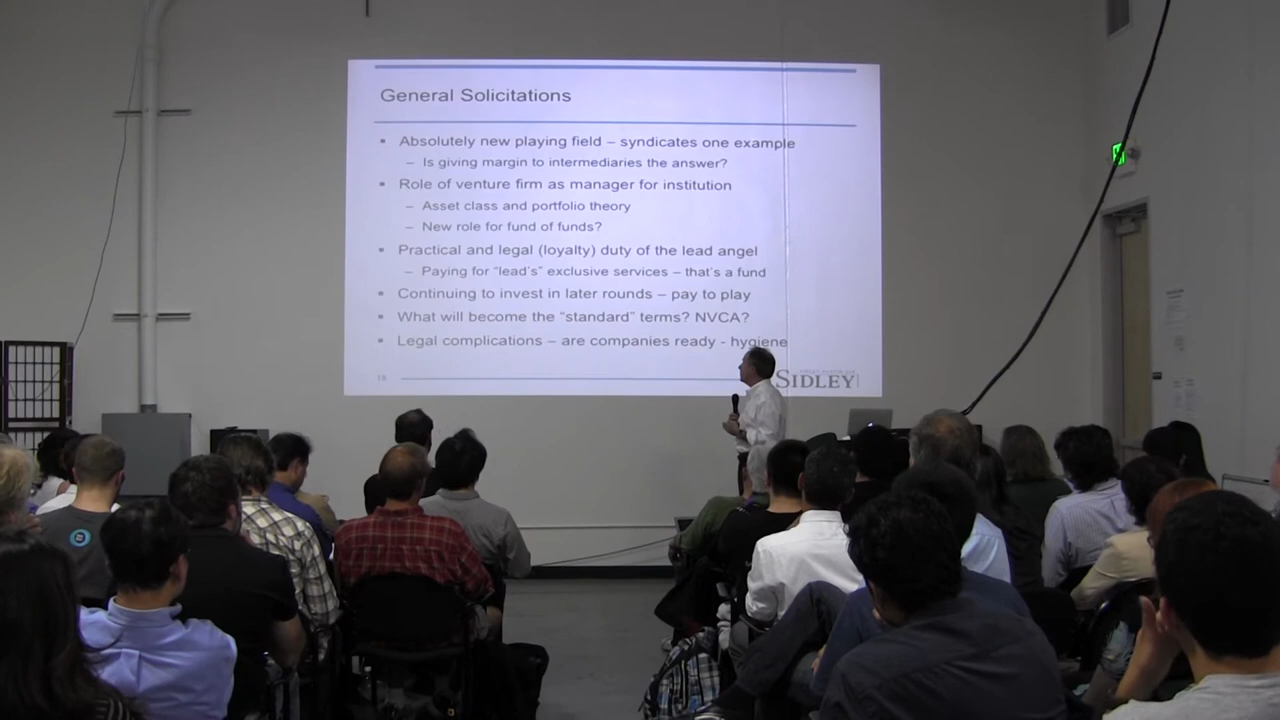 General Solicitations
▪ Absolutely new playing field – syndicates one example
– Is giving margin to intermediaries the answer?
▪ Role of venture firm as manager for institution
– Asset class and portfolio theory
– New role for fund of funds?
▪ Practical and legal (loyalty) duty of the lead angel
– Paying for “lead’s” exclusive services – that’s a fund
▪ Continuing to invest in later rounds – pay to play
▪ What will become the “standard” terms? NVCA?
▪ Legal complications – are companies ready - hygiene
SIDLEY